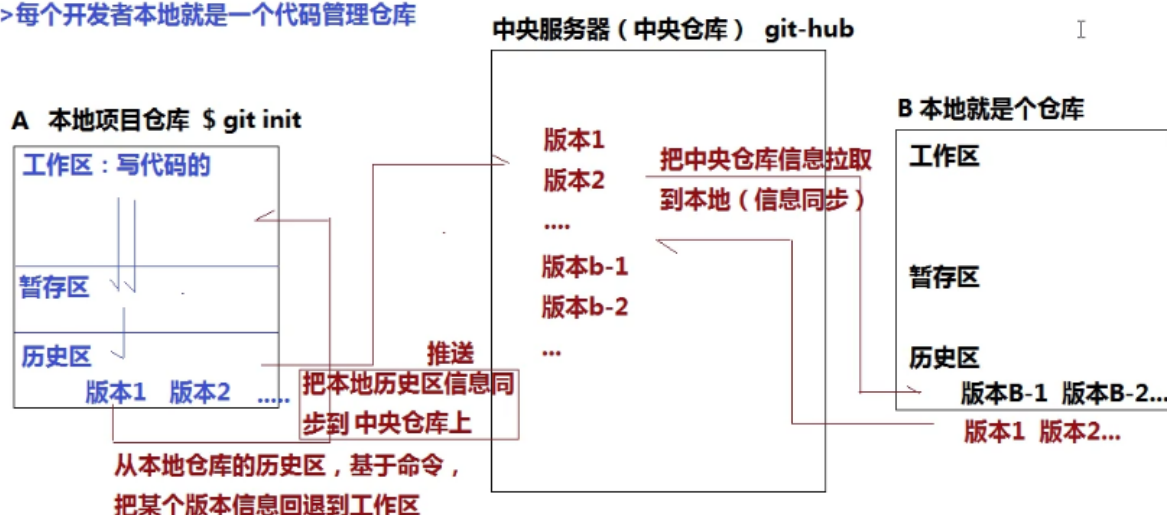 >每个开发者本地就是一个代码管理仓库
中央服务器（中央仓库） git-hub
A 本地项目仓库 $ git init
工作区：写代码的
暂存区
历史区
版本1 版本2 .....
推送
把本地历史区信息同
步到 中央仓库上
从本地仓库的历史区，基于命令，
把某个版本信息回退到工作区
版本1
版本2
....
版本b-1
版本b-2
...
把中央仓库信息拉取
到本地（信息同步）
B 本地就是个仓库
工作区
暂存区
历史区
版本B-1 版本B-2...
版本1 版本2...